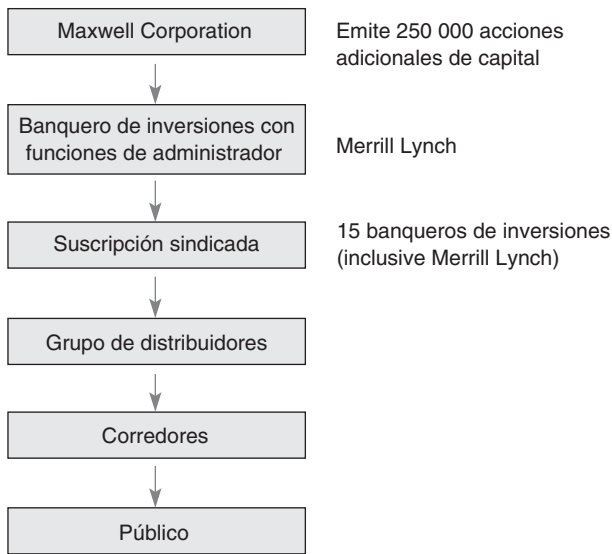 Maxwell Corporation
Emite 250 000 acciones
adicionales de capital
Banquero de inversiones con
funciones de administrador
Merrill Lynch
Suscripción sindicada
15 banqueros de inversiones
(inclusive Merrill Lynch)
Grupo de distribuidores
Corredores
Público